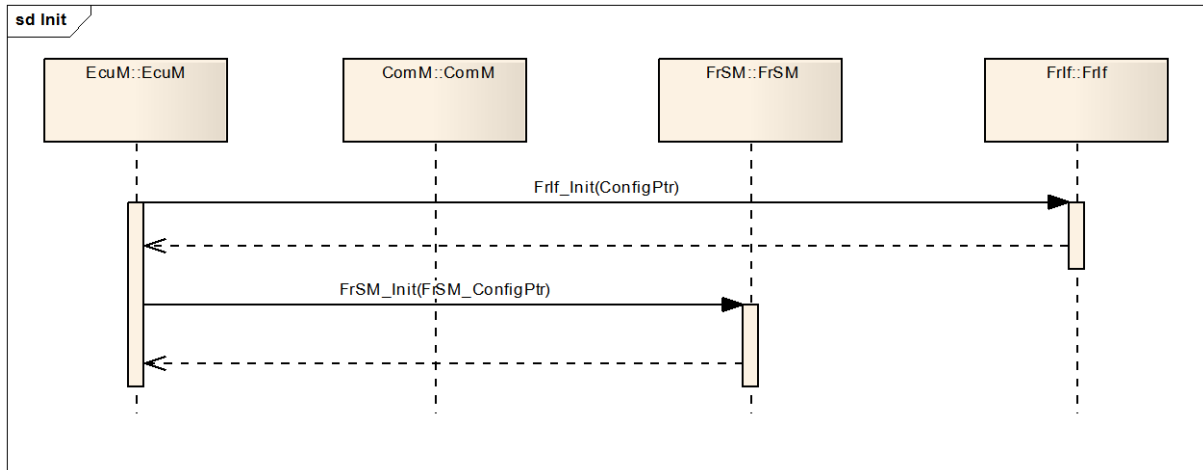 sd Init
EcuM::EcuM
ComM::ComM
FrSM::FrSM
FrIf::FrIf
FrIf_Init(ConfigPtr)
FrSM_Init(FrSM_ConfigPtr)